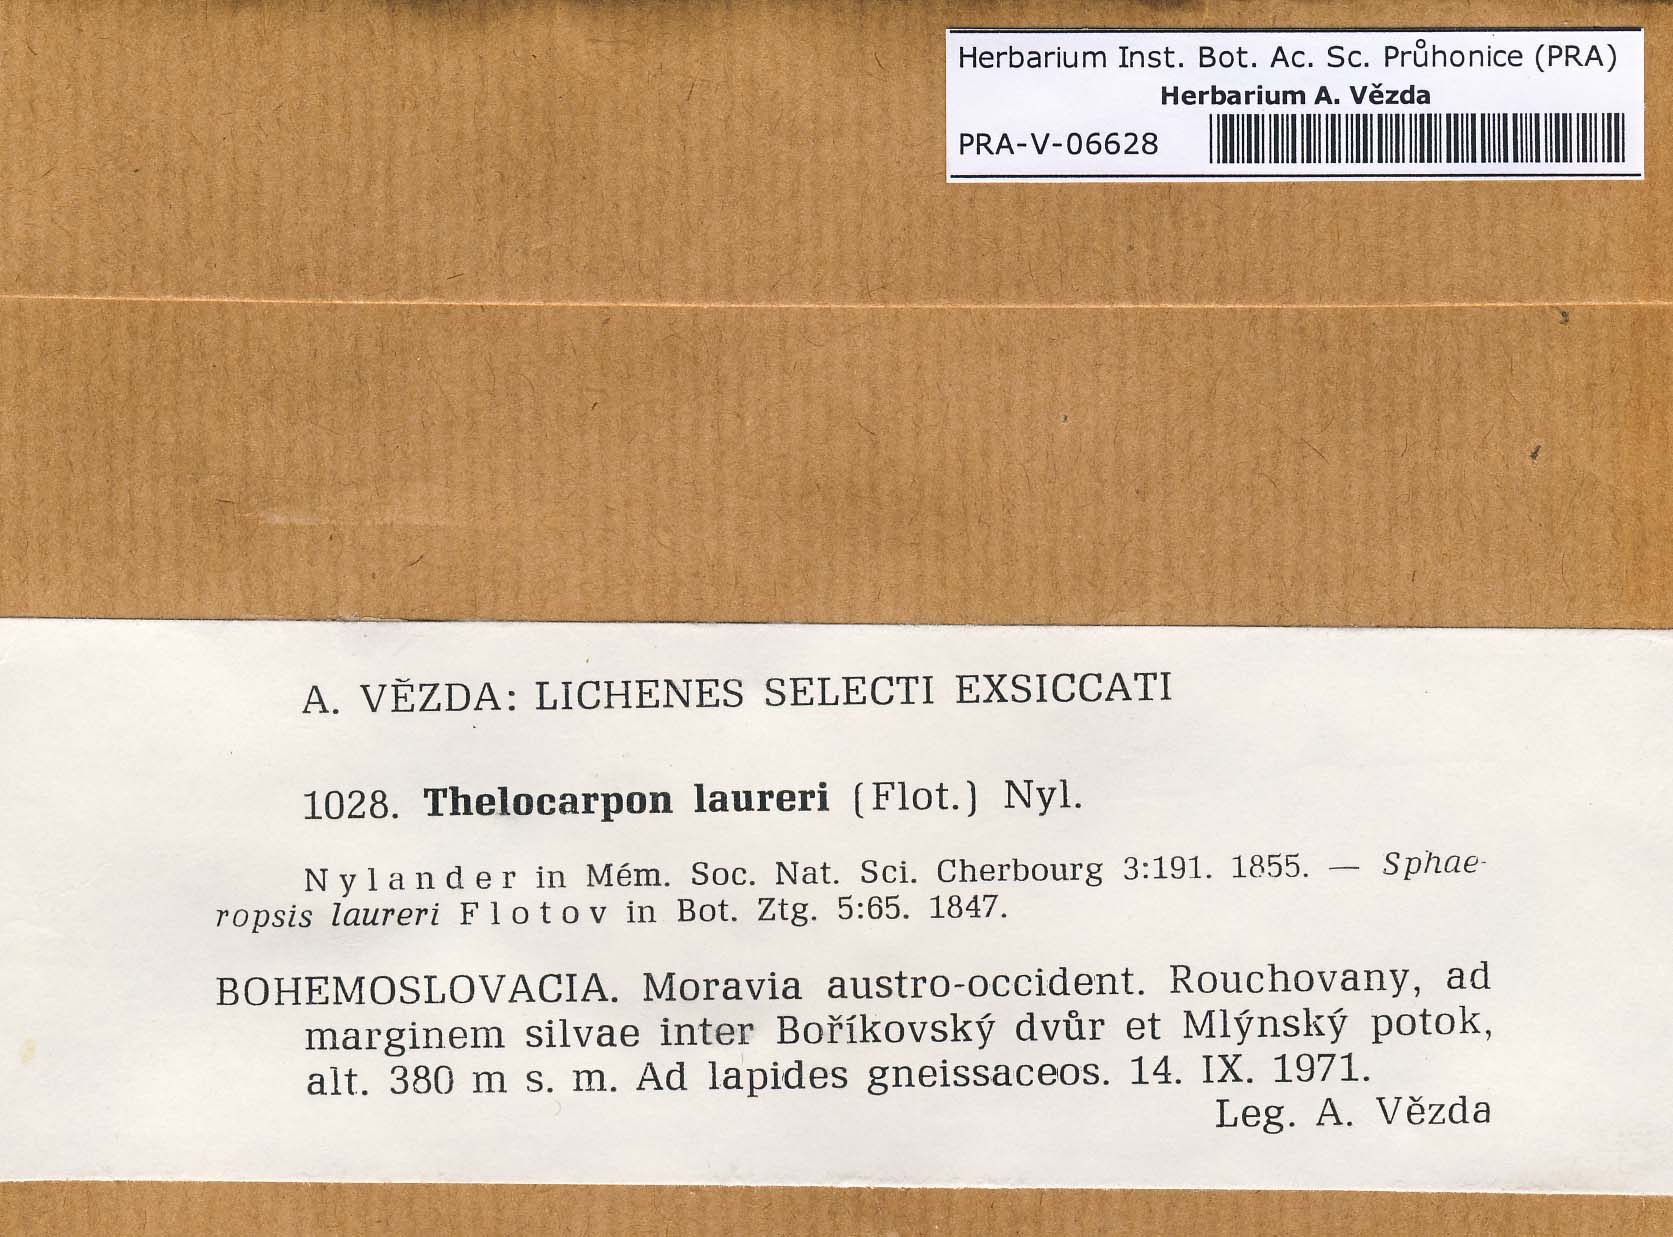 Herbarium Inst. Bot. Ac. Sc. Průhonice (PRA)
Herbarium A. Vězda
PRA-V-06628
A. VĚZDA: LICHENES SELECTI EXSICCATI
1028. Thelocarpon laureri (Flot.) Nyl.
Nylander in Mém. Soc. Nat. Sci. Cherbourg 3:191. 1855. — Sphae-
ropsis laureri Flotov in Bot. Ztg. 5:65. 1847.
BOHEMOSLOVACIA. Moravia austro-occident. Rouchovany, ad
marginem silvae inter Boříkovský dvůr et Mlýnský potok,
alt. 380 m s. m. Ad lapides gneissaceos. 14. IX. 1971.
Leg. A. Vězda